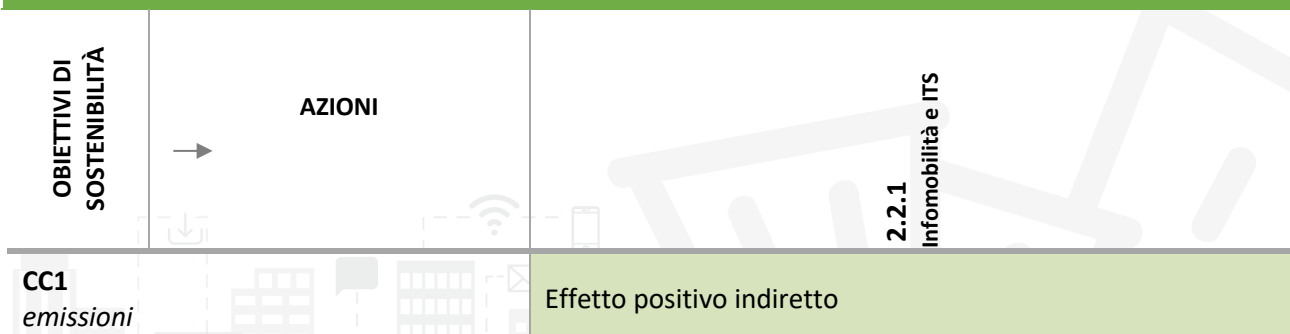 OBIETTIVI DI
SOSTENIBILITÀ
AZIONI
2.2.1
Infomobilità e ITS
CC1
emissioni
Effetto positivo indiretto